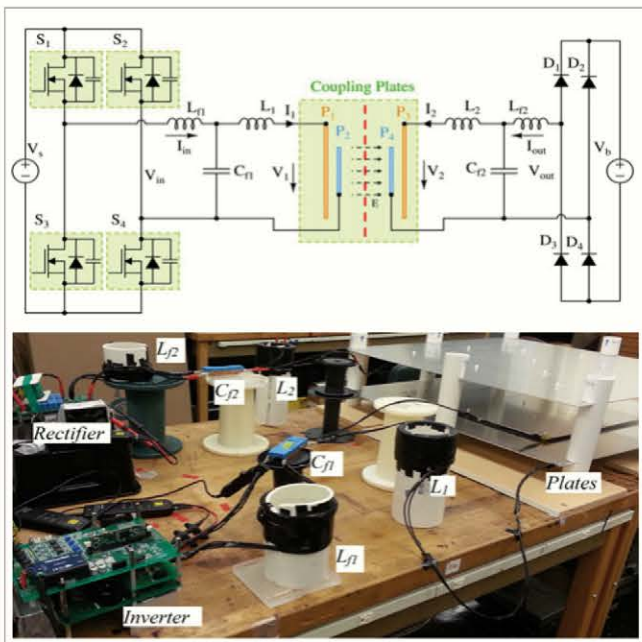 S1
S2
Coupling Plates
D1
D2
Lf1
L1
I1
P1
P2
P3
P4
I2
L2
Lf2
Iin
Iout
Vs
Vin
Cf1
V1
E
V2
Cf2
Vout
Vb
S3
S4
D3
D4
Lf2
Cf2
L2
Rectifier
Cf1
L1
Plates
Lf1
Inverter